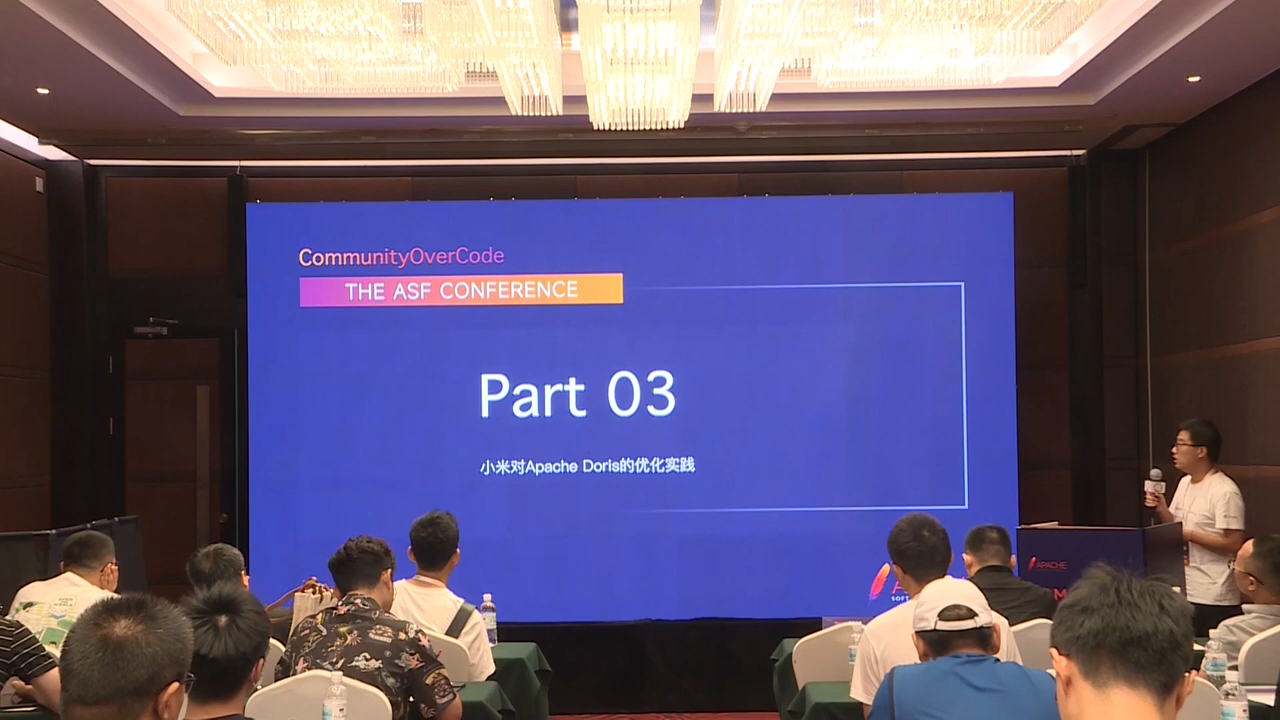 CommunityOverCode
THE ASF CONFERENCE
Part 03
小米对Apache Doris的优化实践
APACHE